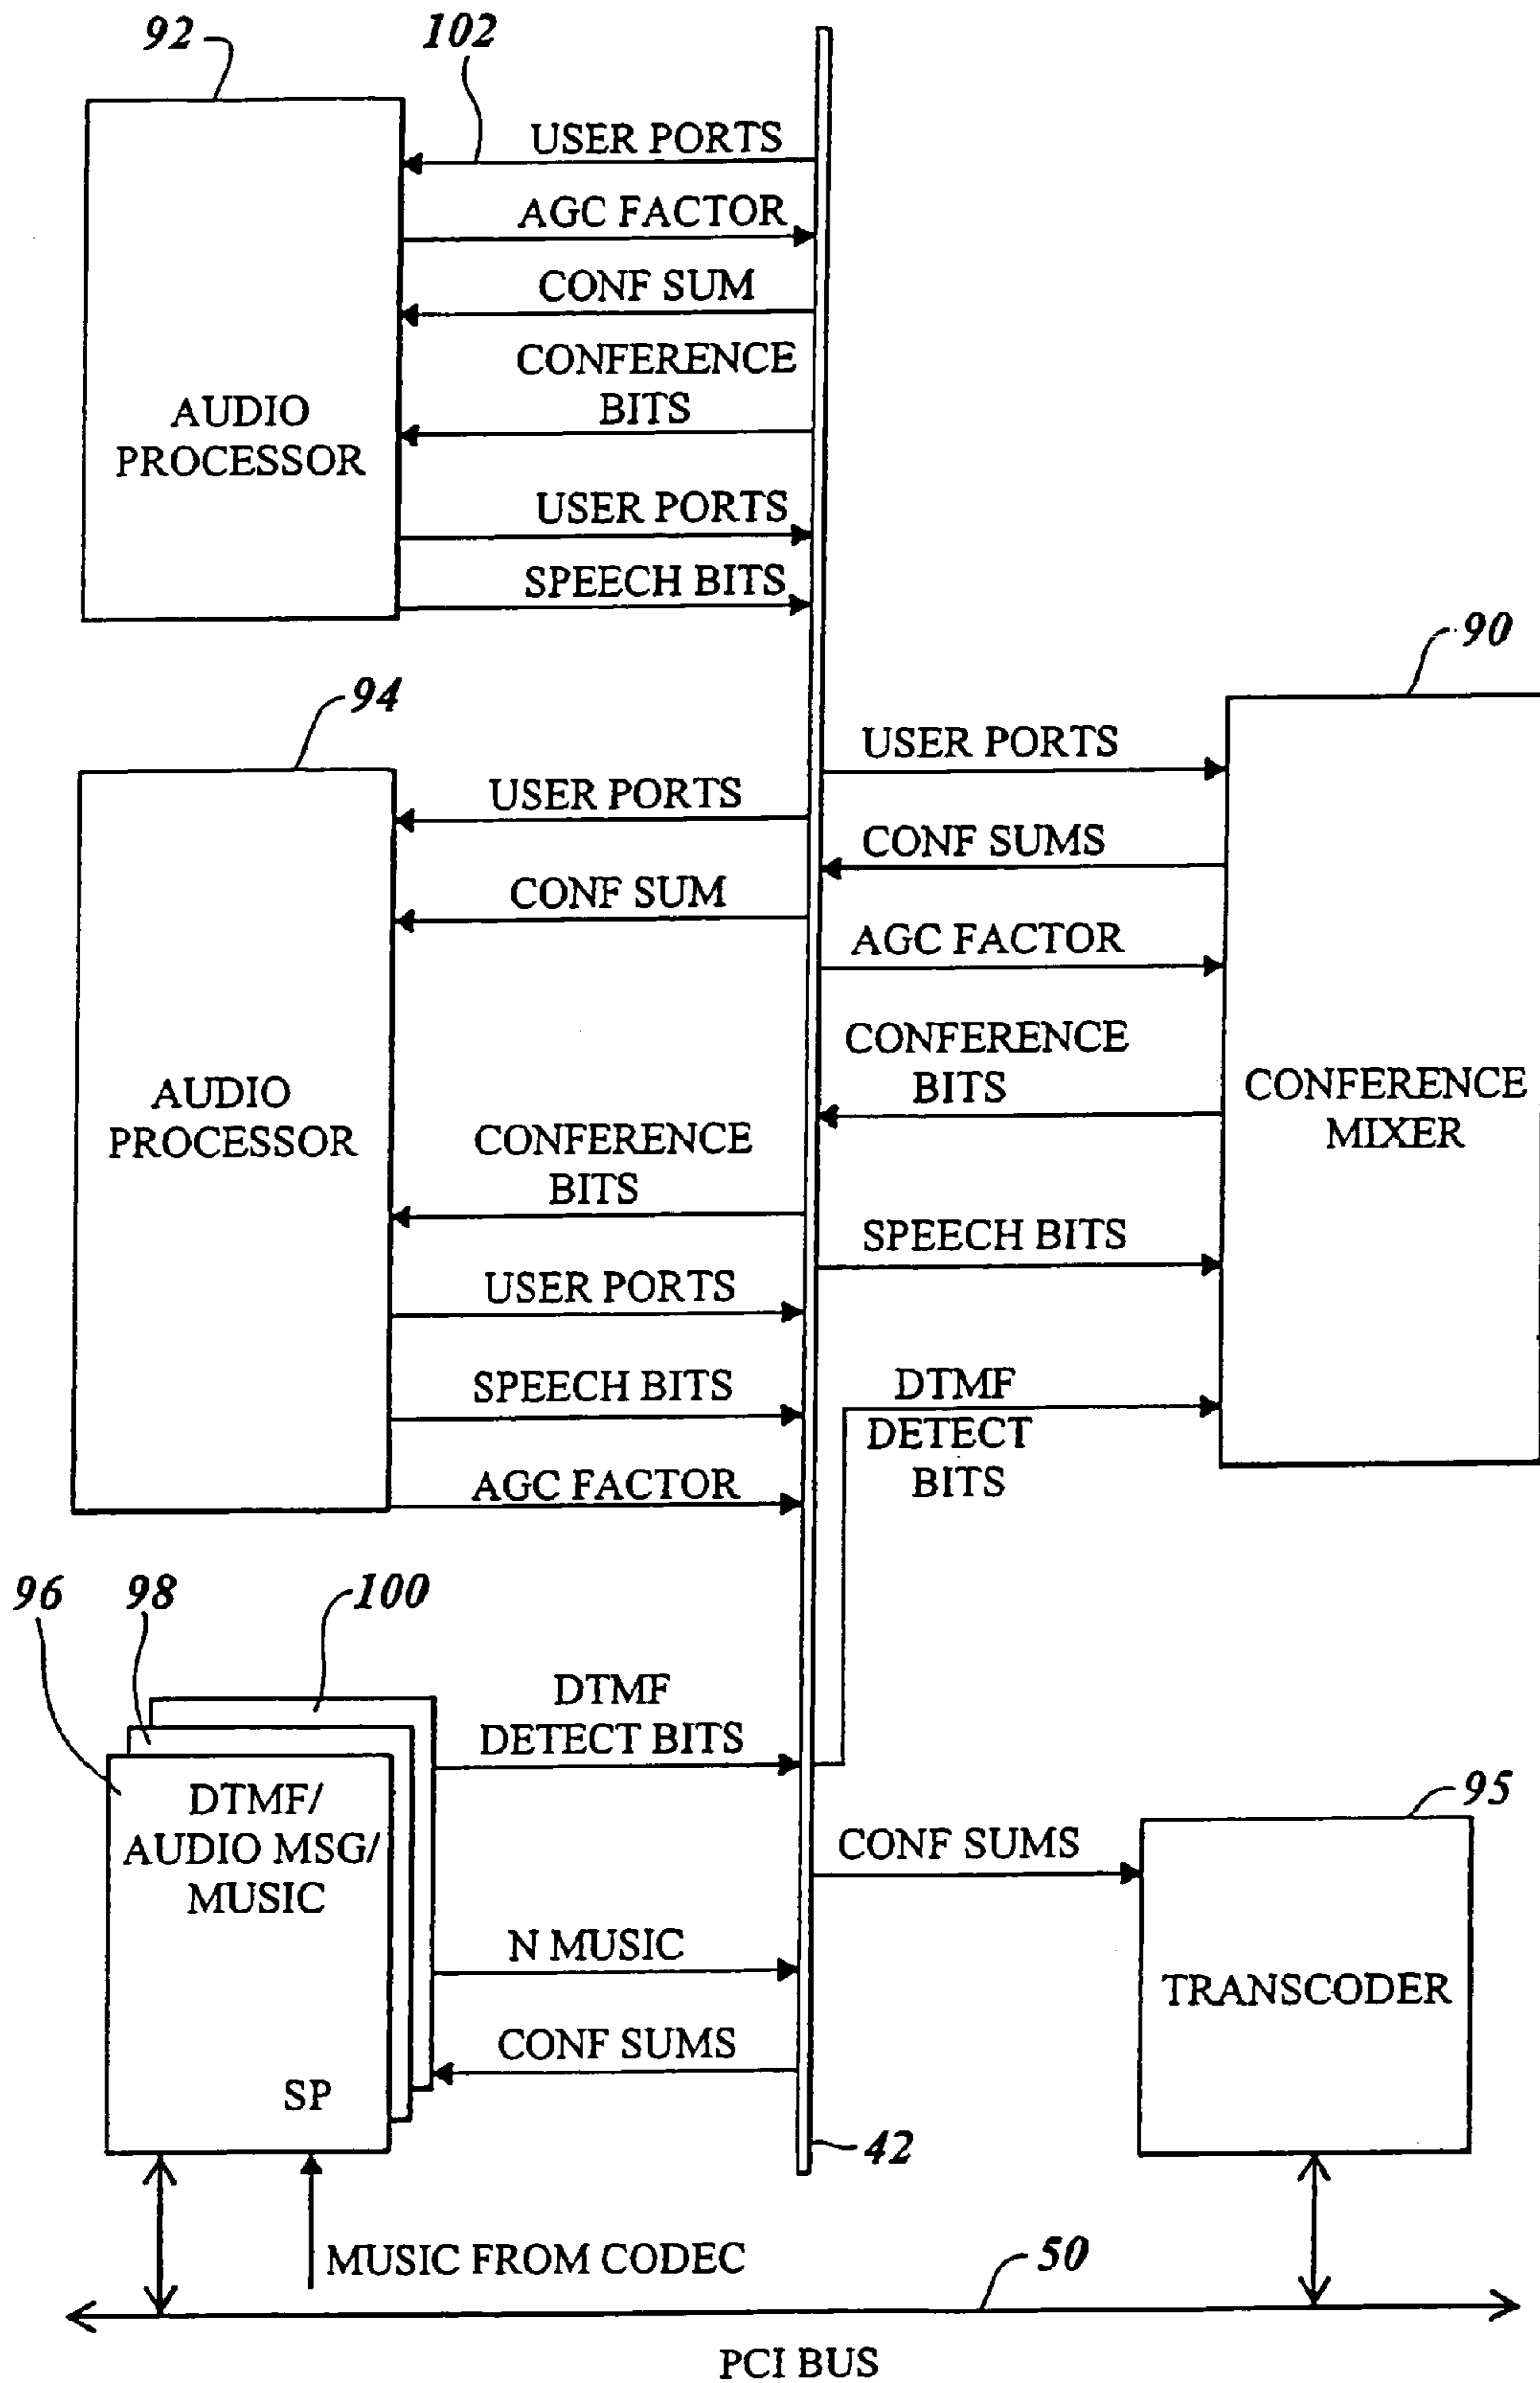 92
102
USER PORTS
AGC FACTOR
CONF SUM
CONFERENCE
BITS
AUDIO
PROCESSOR
USER PORTS
SPEECH BITS
90
94
USER PORTS
USER PORTS
CONF SUMS
CONF SUM
AGC FACTOR
CONFERENCE
BITS
CONFERENCE
MIXER
AUDIO
PROCESSOR
CONFERENCE
BITS
SPEECH BITS
USER PORTS
SPEECH BITS
DTMF
DETECT
BITS
AGC FACTOR
96
98
100
DTMF
DETECT BITS
DTMF/
AUDIO MSG/
MUSIC
95
CONF SUMS
N MUSIC
TRANSCODER
CONF SUMS
SP
42
MUSIC FROM CODEC
50
PCI BUS